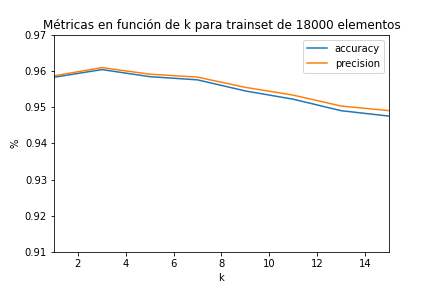 Métricas en función de k para trainset de 18000 elementos
accuracy
precision
0.97
0.96
0.95
0.94
0.93
0.92
0.91
%
2 4 6 8 10 12 14
k